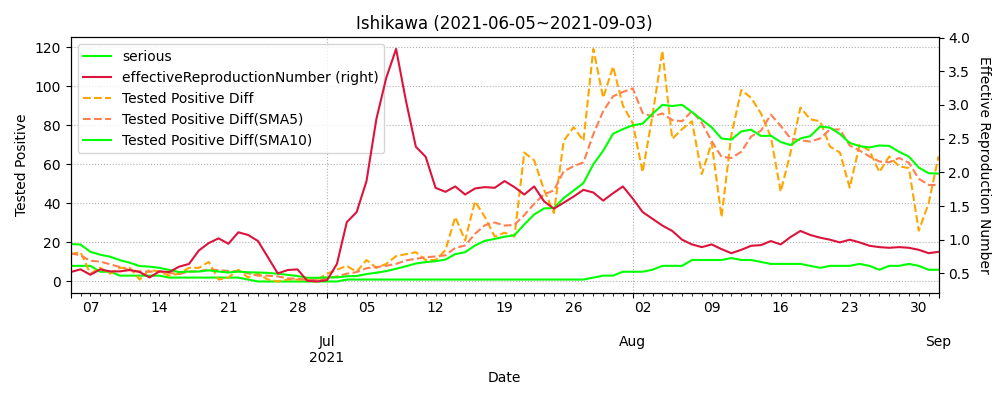 Ishikawa (2021-06-05~2021-09-03)
serious
effectiveReproductionNumber (right)
Tested Positive Diff
Tested Positive Diff(SMA5)
Tested Positive Diff(SMA10)
Tested Positive
120
100
80
60
40
20
0
4.0
3.5
3.0
2.5
2.0
1.5
1.0
0.5
Effective Reproduction Number
07 14 21 28 05 12 19 26 02 09 16 23 30
Jul Aug Sep
2021
Date